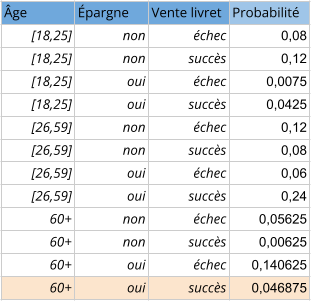 Âge Épargne Vente livret Probabilité
[18,25] non échec 0,08
[18,25] non succès 0,12
[18,25] oui échec 0,0075
[18,25] oui succès 0,0425
[26,59] non échec 0,12
[26,59] non succès 0,08
[26,59] oui échec 0,06
[26,59] oui succès 0,24
60+ non échec 0,05625
60+ non succès 0,00625
60+ oui échec 0,140625
60+ oui succès 0,046875